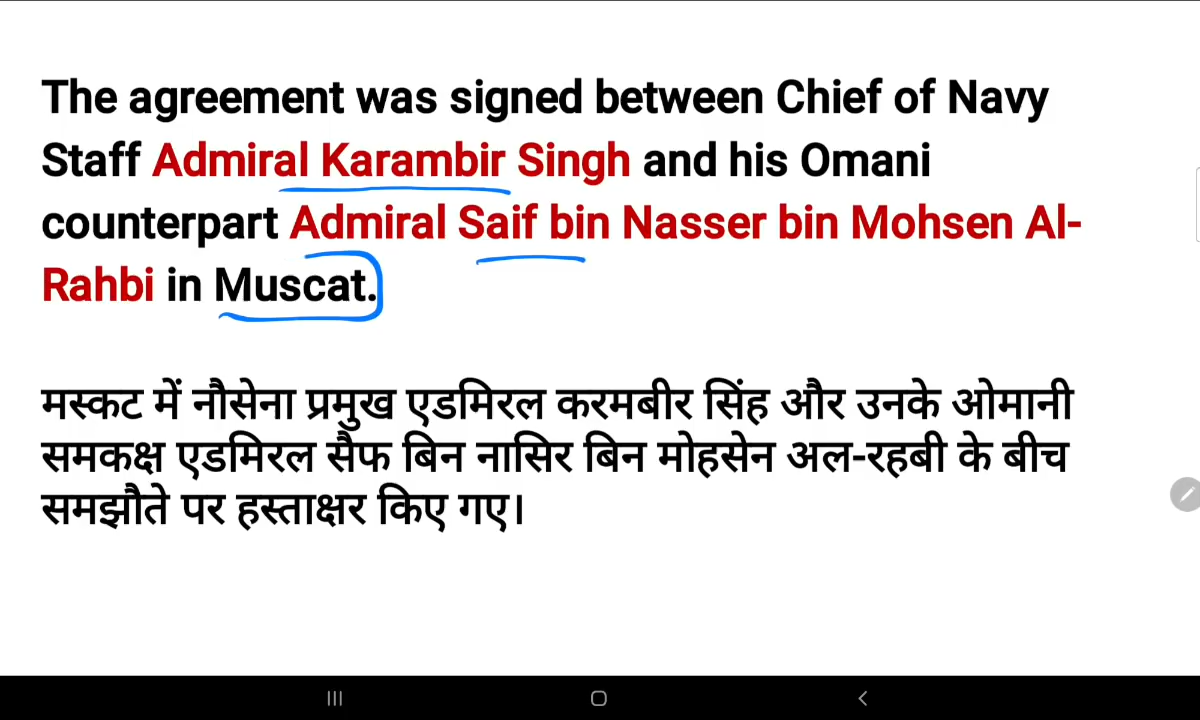 The agreement was signed between Chief of Navy
Staff Admiral Karambir Singh and his Omani
counterpart Admiral Saif bin Nasser bin Mohsen Al-
Rahbi in Muscat.
मस्कट में नौसेना प्रमुख एडमिरल करमबीर सिंह और उनके ओमानी
समकक्ष एडमिरल सैफ बिन नासिर बिन मोहसेन अल-रहबी के बीच
समझौते पर हस्ताक्षर किए गए।